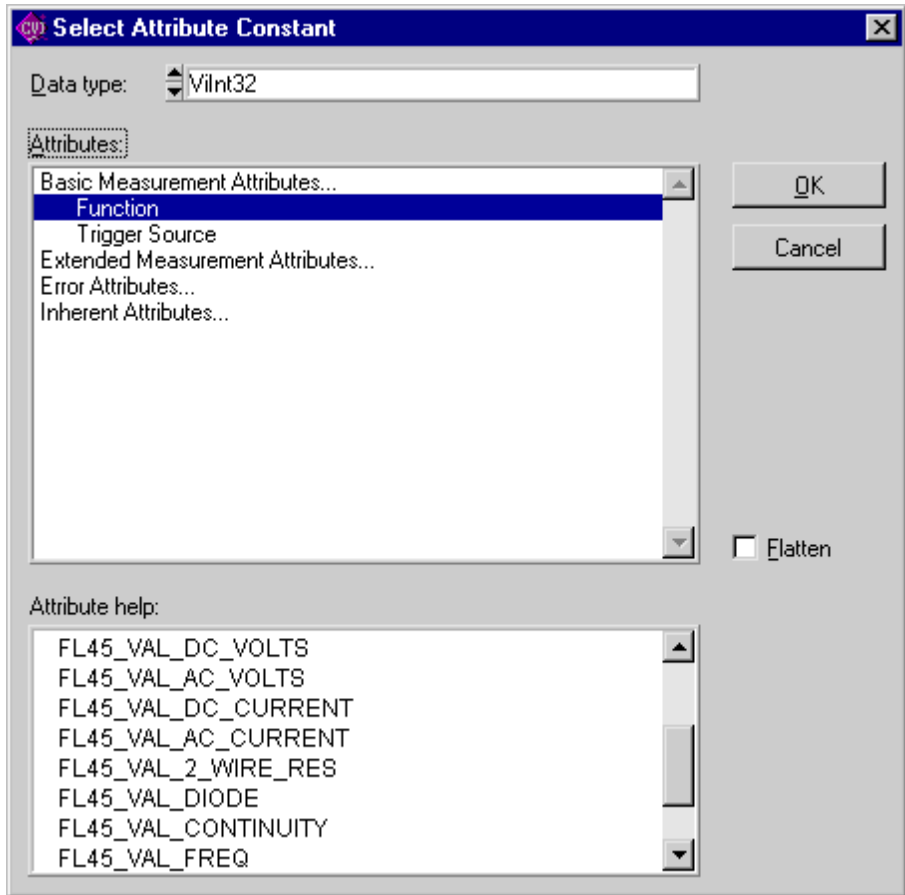 CVI Select Attribute Constant
Data type: ViInt32
Attributes:
Basic Measurement Attributes...
Function
Trigger Source
Extended Measurement Attributes...
Error Attributes...
Inherent Attributes...
OK
Cancel
Flatten
Attribute help:
FL45_VAL_DC_VOLTS
FL45_VAL_AC_VOLTS
FL45_VAL_DC_CURRENT
FL45_VAL_AC_CURRENT
FL45_VAL_2_WIRE_RES
FL45_VAL_DIODE
FL45_VAL_CONTINUITY
FL45_VAL_FREQ